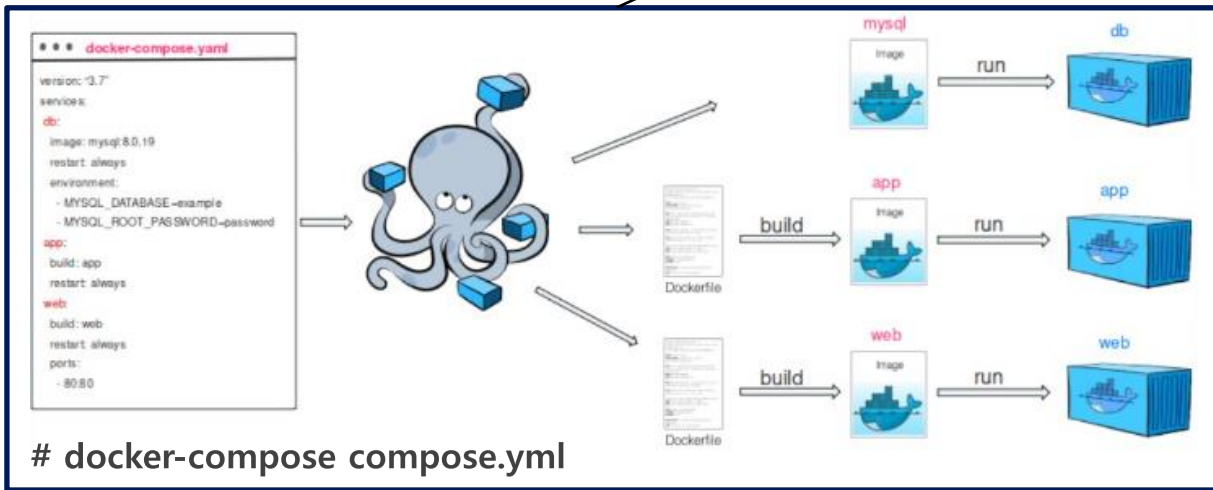 docker-compose.yaml
version: "3.7"
services:
db:
image: mysql:8.0.19
restart: always
environment:
- MYSQL_DATABASE=example
- MYSQL_ROOT_PASSWORD=password
app:
build: app
restart: always
web:
build: web
restart: always
ports:
- 80:80
mysql
Image
run
db
Dockerfile
build
app
Image
run
app
Dockerfile
build
web
Image
run
web
# docker-compose compose.yml